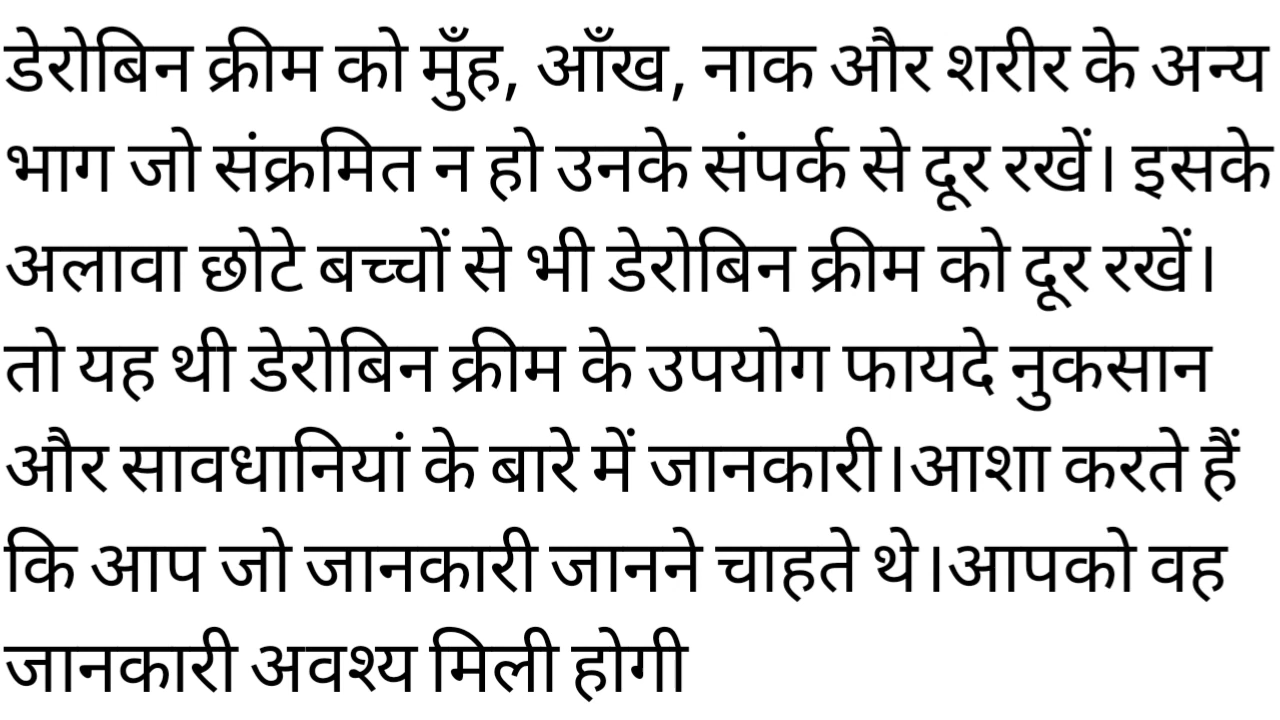 डेरोबिन क्रीम को मुँह, आँख, नाक और शरीर के अन्य
भाग जो संक्रमित न हो उनके संपर्क से दूर रखें। इसके
अलावा छोटे बच्चों से भी डेरोबिन क्रीम को दूर रखें।
तो यह थी डेरोबिन क्रीम के उपयोग फायदे नुकसान
और सावधानियां के बारे में जानकारी।आशा करते हैं
कि आप जो जानकारी जानने चाहते थे।आपको वह
जानकारी अवश्य मिली होगी